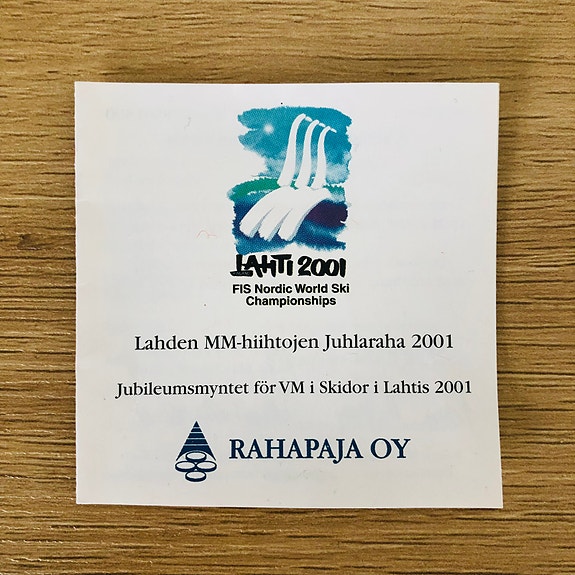 LAHTI 2001
FIS Nordic World Ski
Championships
Lahden MM-hiihtojen Juhlaraha 2001
Jubileumsmyntet för VM i Skidor i Lahtis 2001
RAHAPAJA OY